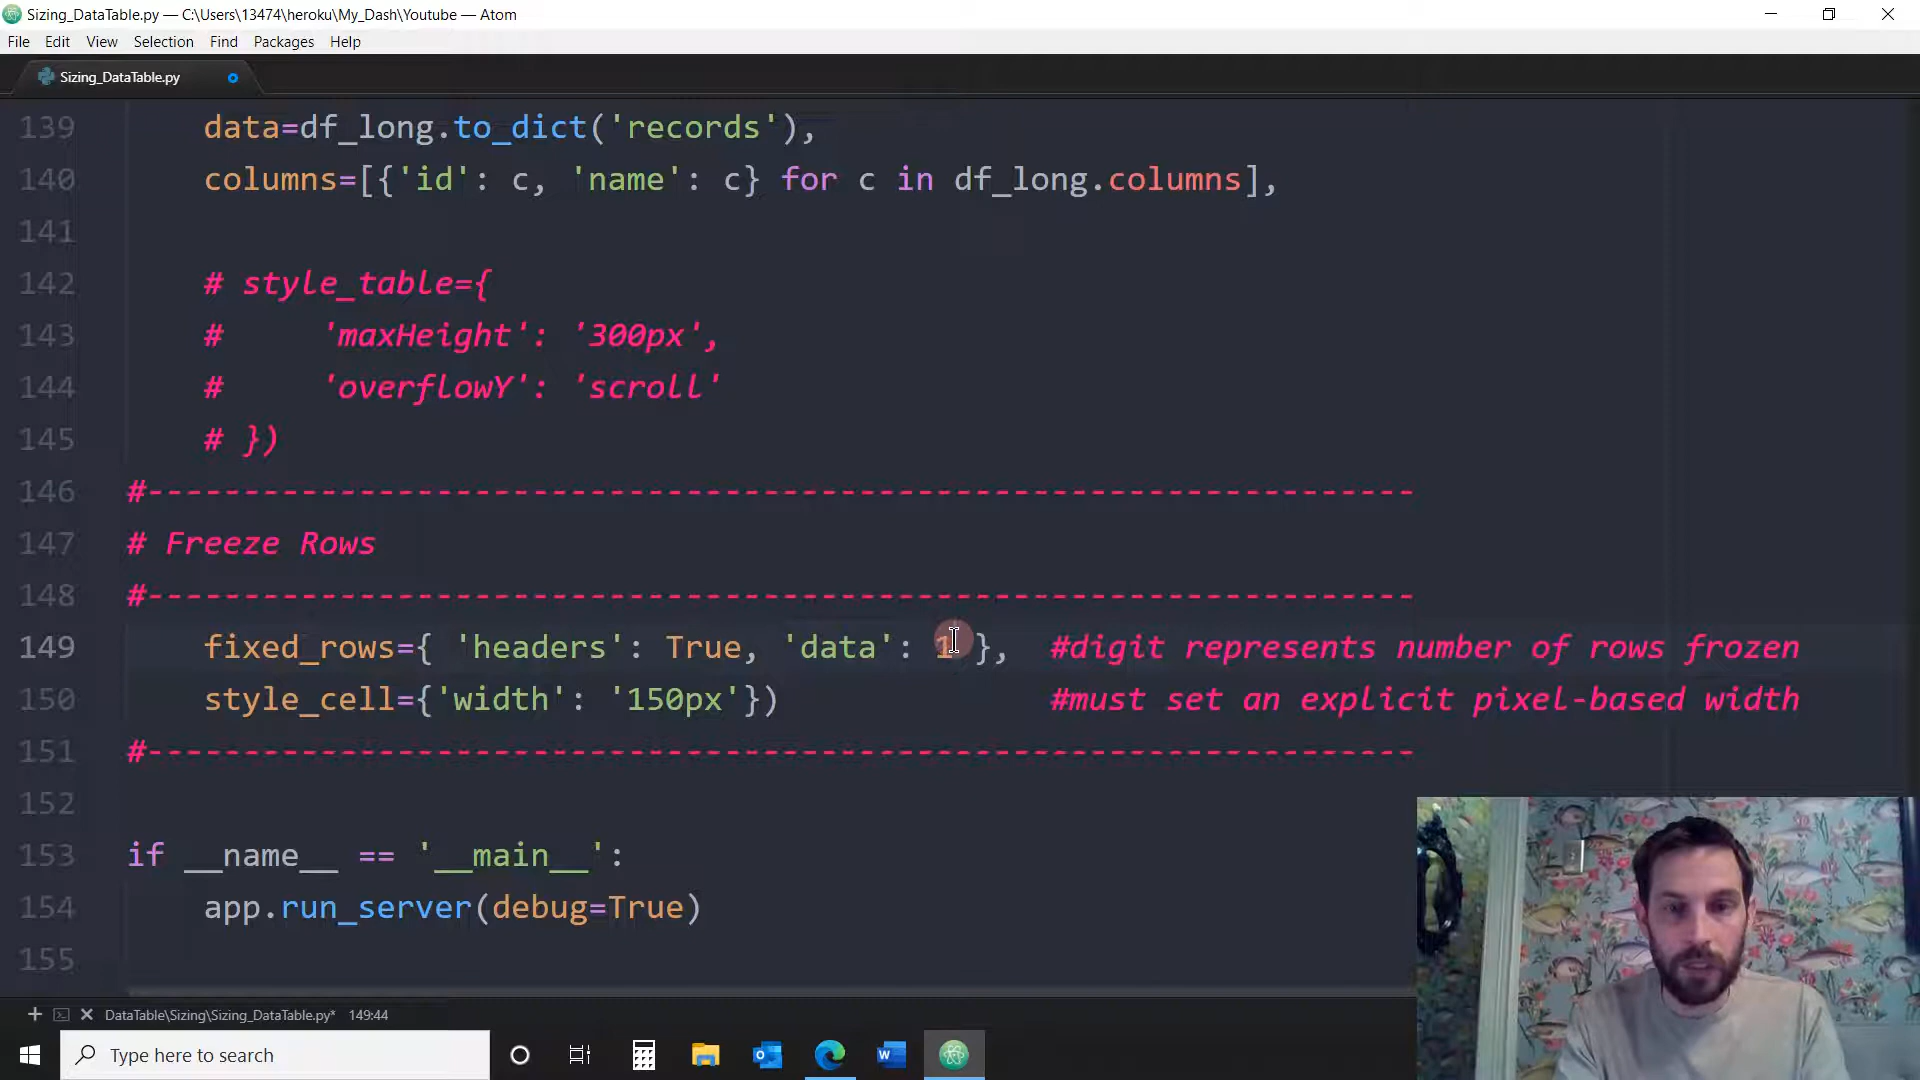 Sizing_DataTable.py — C:\Users\13474\heroku\My_Dash\Youtube — Atom
File Edit View Selection Find Packages Help
Sizing_DataTable.py
139 data=df_long.to_dict('records'),
140 columns=[{'id': c, 'name': c} for c in df_long.columns],
141
142 # style_table={
143 #     'maxHeight': '300px',
144 #     'overflowY': 'scroll'
145 # })
146 #------------------------------------------------------------------
147 # Freeze Rows
148 #------------------------------------------------------------------
149 fixed_rows={ 'headers': True, 'data': 1 }, #digit represents number of rows frozen
150 style_cell={'width': '150px'}) #must set an explicit pixel-based width
151 #------------------------------------------------------------------
152
153 if __name__ == '__main__':
154 app.run_server(debug=True)
155
DataTable\Sizing\Sizing_DataTable.py* 149:44
Type here to search